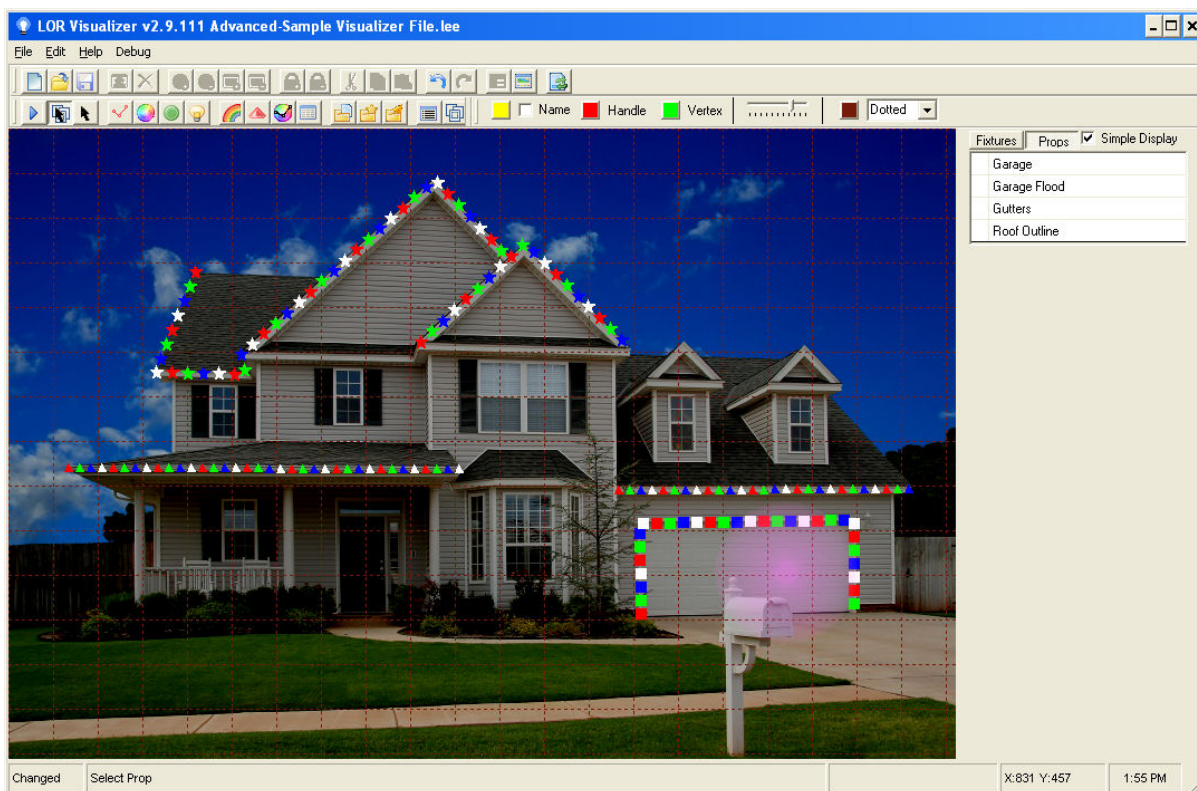 LOR Visualizer v2.9.111 Advanced-Sample Visualizer File.lee
File Edit Help Debug
Name Handle Vertex Dotted
Fixtures Props Simple Display
Garage
Garage Flood
Gutters
Roof Outline
Changed Select Prop X:831 Y:457 1:55 PM